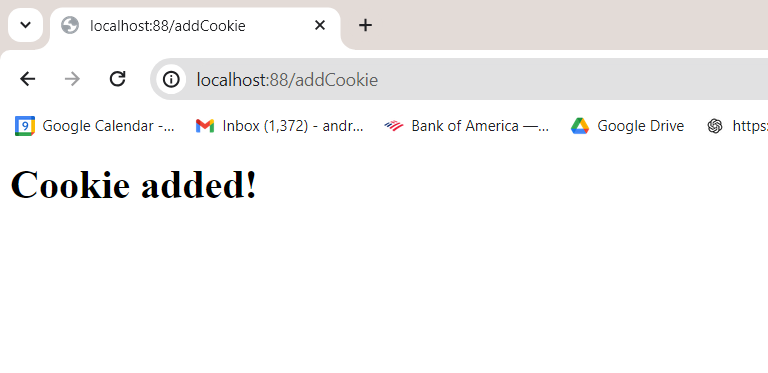 localhost:88/addCookie
localhost:88/addCookie
9 Google Calendar -... Inbox (1,372) - andr... Bank of America —... Google Drive https:
Cookie added!